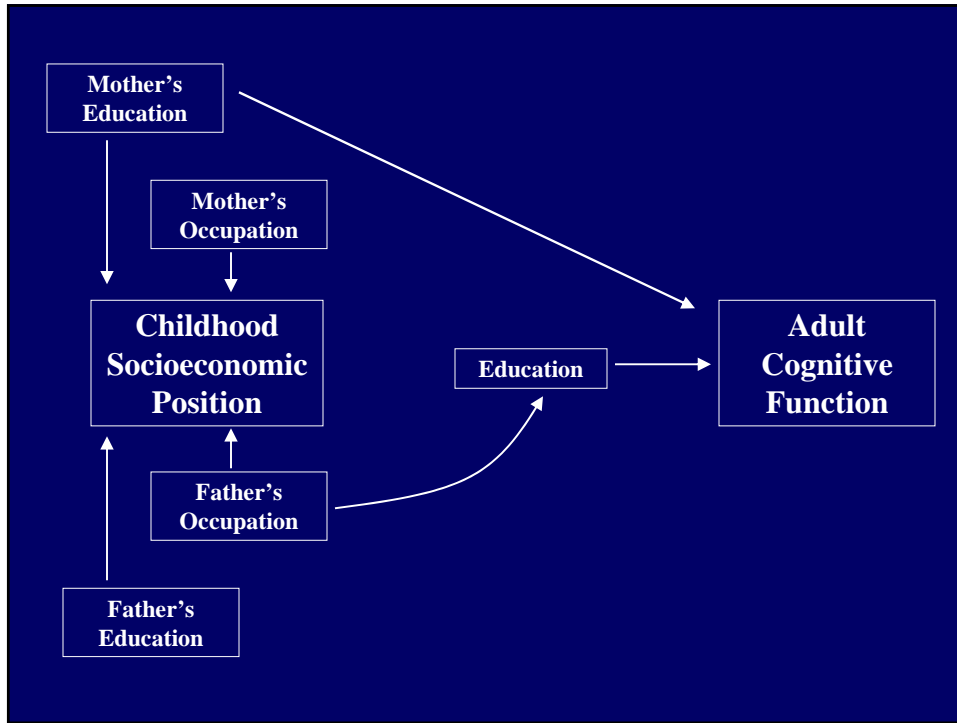 Mother’s
Education
Mother’s
Occupation
Childhood
Socioeconomic
Position
Education
Adult
Cognitive
Function
Father’s
Occupation
Father’s
Education